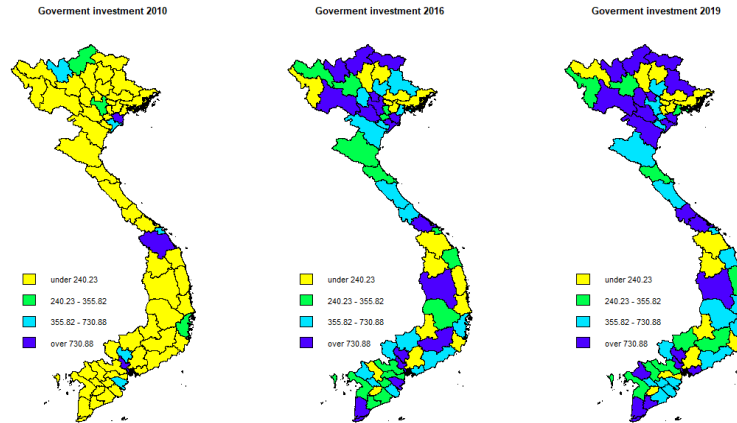 Goverment investment 2010
Goverment investment 2016
Goverment investment 2019
under 240.23
240.23 - 355.82
355.82 - 730.88
over 730.88
under 240.23
240.23 - 355.82
355.82 - 730.88
over 730.88
under 240.23
240.23 - 355.82
355.82 - 730.88
over 730.88